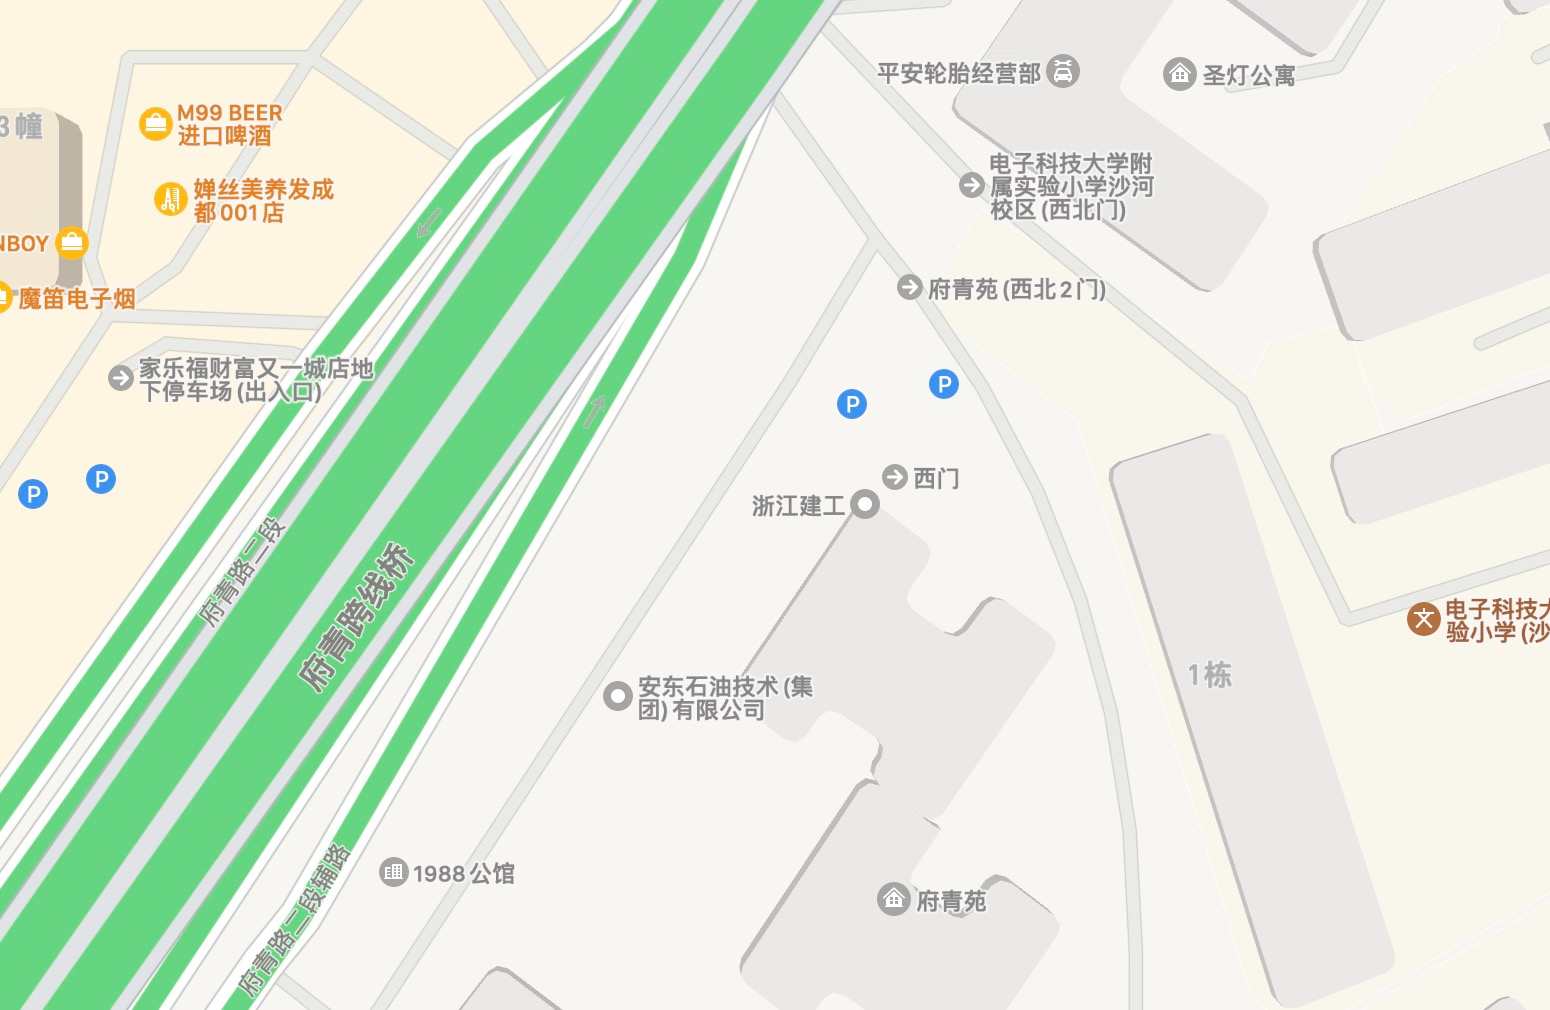 平安轮胎经营部
圣灯公寓
M99 BEER
进口啤酒
3幢
电子科技大学附
属实验小学沙河
校区(西北门)
婵丝美养发成
都001店
NBOY
府青苑(西北2门)
魔笛电子烟
家乐福财富又一城店地
下停车场(出入口)
P
P
P
P
西门
浙江建工
府青路二段
府青跨线桥
电子科技大
验小学(沙
1栋
安东石油技术(集
团)有限公司
1988公馆
府青苑
府青路二段辅路